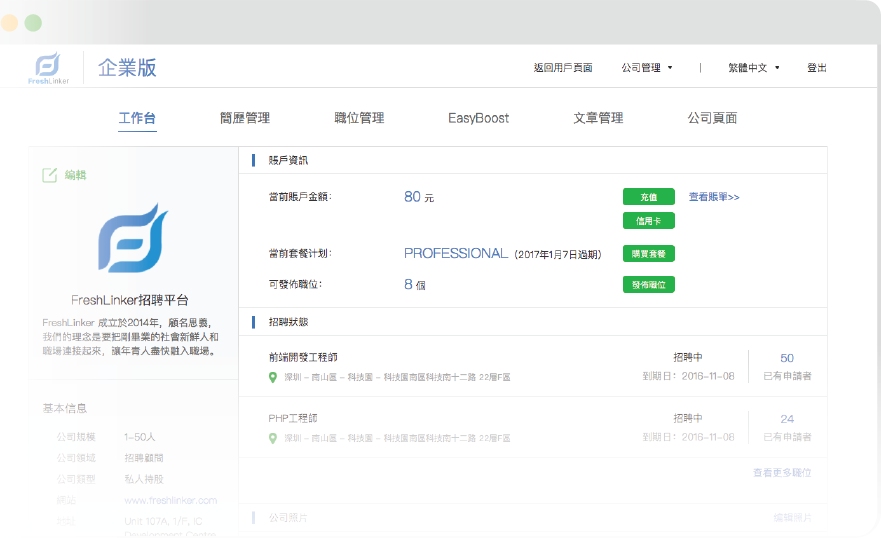 FreshLinker
企業版
返回用戶頁面 公司管理 | 繁體中文 登出
工作台 簡歷管理 職位管理 EasyBoost 文章管理 公司頁面
編輯
FreshLinker招聘平台
FreshLinker 成立於2014年，顧名思義，
我們的理念是要把剛畢業的社會新鮮人和
職場連接起來，讓年青人盡快融入職場。
基本信息
公司規模 1-50人
公司領域 招聘顧問
公司類型 私人持股
網站 www.freshlinker.com
地址 Unit 107A, 1/F, IC
Development Center
賬戶資訊
當前賬戶金額： 80 元 充值 查看賬單>>
信用卡
當前套餐计划： PROFESSIONAL（2017年1月7日過期） 購買套餐
可發佈職位： 8 個 發佈職位
招聘狀態
前端開發工程師 招聘中 50
深圳 - 南山區 - 科技園 - 科技園南區科技南十二路 22層F區 到期日：2016-11-08 已有申請者
PHP工程師 招聘中 24
深圳 - 南山區 - 科技園 - 科技園南區科技南十二路 22層F區 到期日：2016-11-08 已有申請者
查看更多職位
公司照片 編輯照片